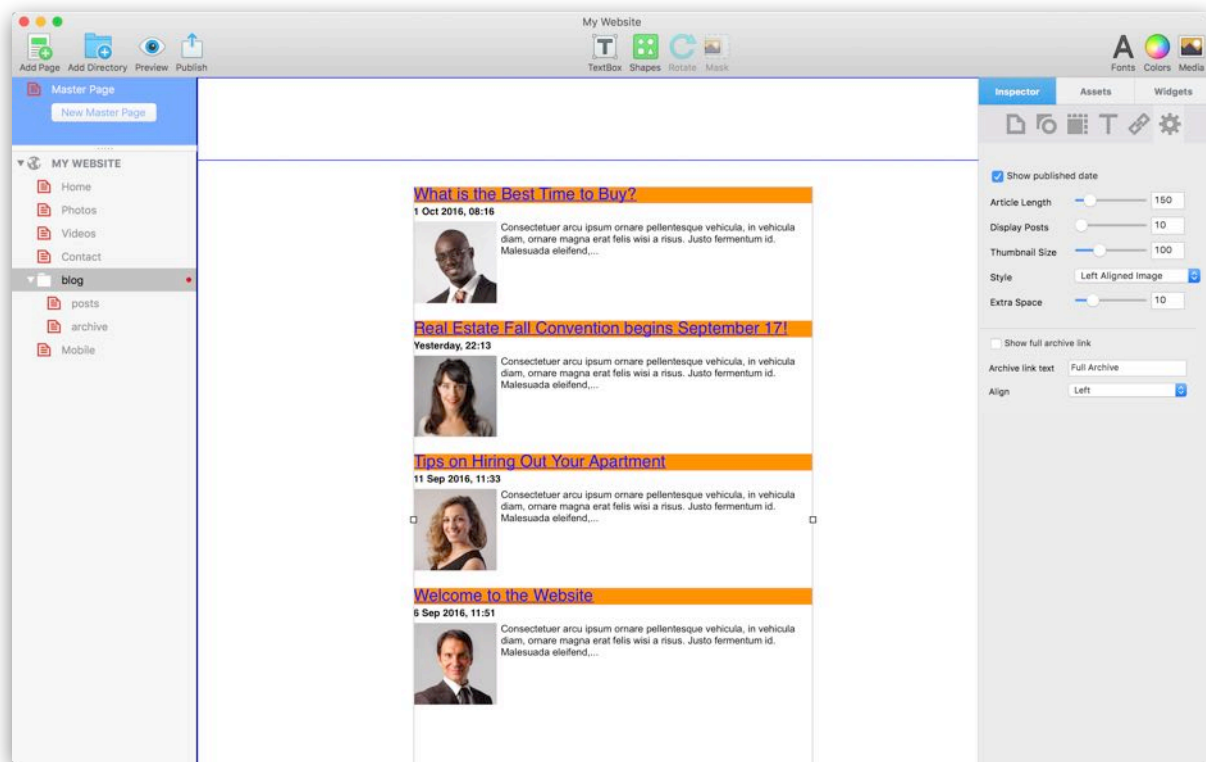 My Website
Add Page Add Directory Preview Publish
TextBox Shapes Rotate Mask
Fonts Colors Media
Master Page
New Master Page
MY WEBSITE
Home
Photos
Videos
Contact
blog
posts
archive
Mobile
What is the Best Time to Buy?
1 Oct 2016, 08:16
Consectetuer arcu ipsum ornare pellentesque vehicula, in vehicula
diam, ornare magna erat felis wisi a risus. Justo fermentum id.
Malesuada eleifend,...
Real Estate Fall Convention begins September 17!
Yesterday, 22:13
Consectetuer arcu ipsum ornare pellentesque vehicula, in vehicula
diam, ornare magna erat felis wisi a risus. Justo fermentum id.
Malesuada eleifend,...
Tips on Hiring Out Your Apartment
11 Sep 2016, 11:33
Consectetuer arcu ipsum ornare pellentesque vehicula, in vehicula
diam, ornare magna erat felis wisi a risus. Justo fermentum id.
Malesuada eleifend,...
Welcome to the Website
6 Sep 2016, 11:51
Consectetuer arcu ipsum ornare pellentesque vehicula, in vehicula
diam, ornare magna erat felis wisi a risus. Justo fermentum id.
Malesuada eleifend,...
Inspector Assets Widgets
Show published date
Article Length 150
Display Posts 10
Thumbnail Size 100
Style Left Aligned Image
Extra Space 10
Show full archive link
Archive link text Full Archive
Align Left